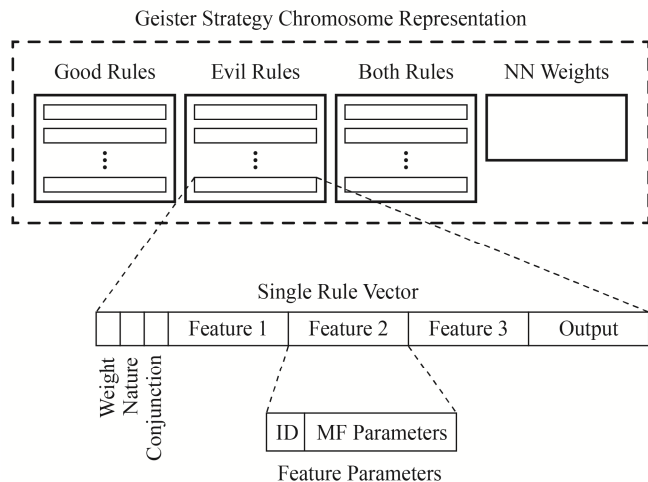 Geister Strategy Chromosome Representation
Good Rules Evil Rules Both Rules NN Weights
Single Rule Vector
Weight Nature Conjunction Feature 1 Feature 2 Feature 3 Output
ID MF Parameters
Feature Parameters